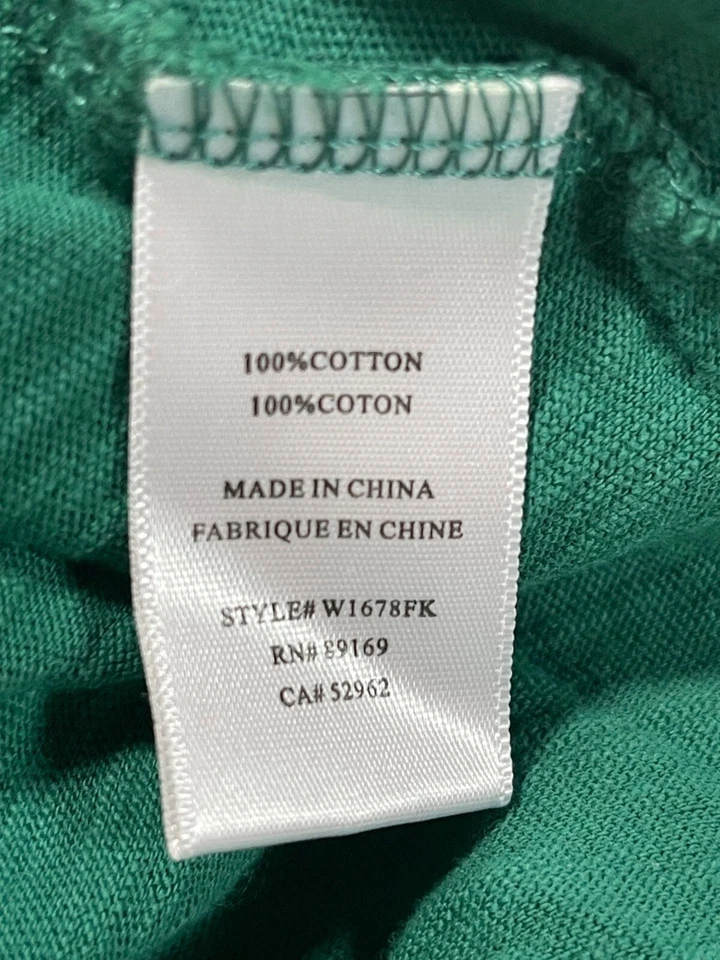 100%COTTON
100%COTON
MADE IN CHINA
FABRIQUE EN CHINE
STYLE# W1678FK
RN# 89169
CA# 52962